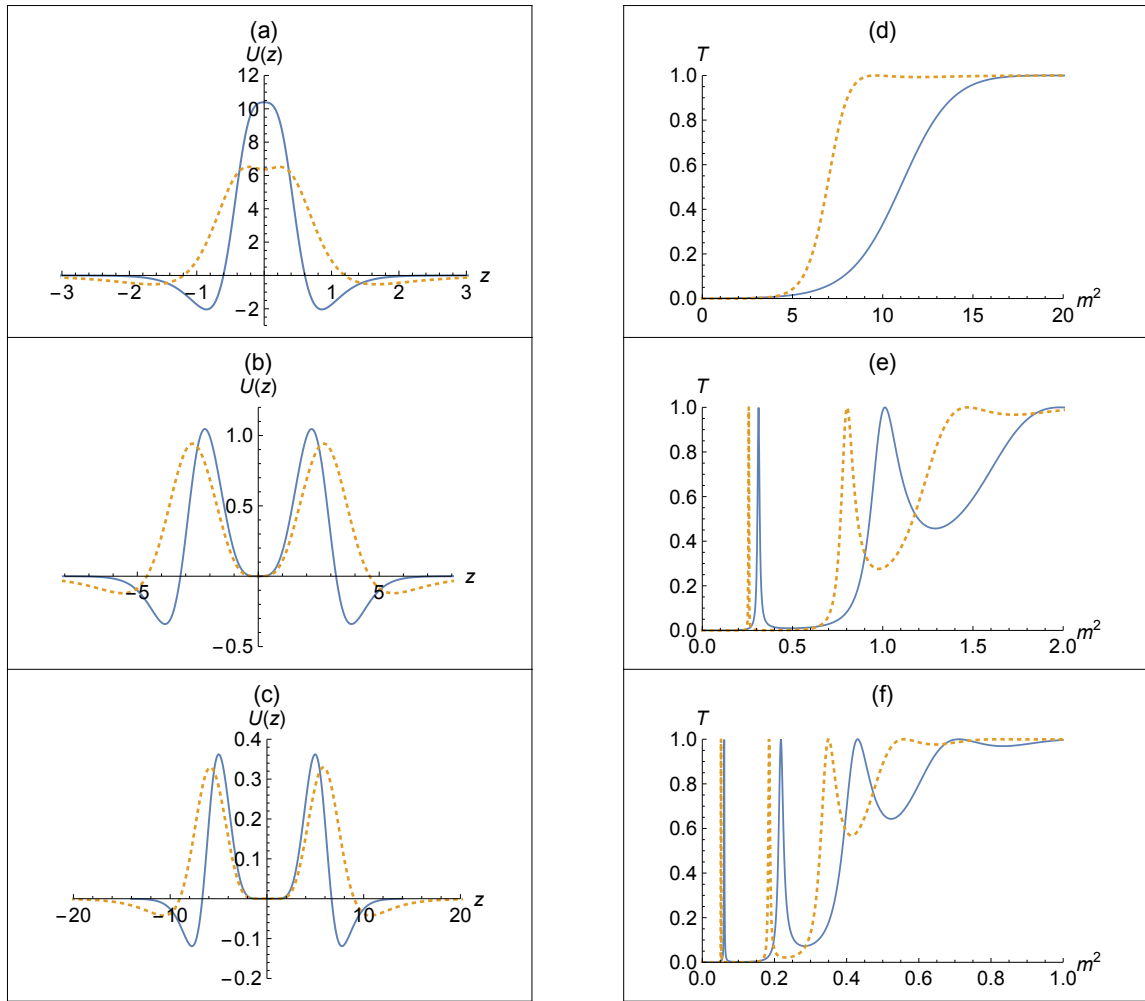 (a)
U(z)
12
10
8
6
4
2
-2
-3 -2 -1 1 2 3 z
(d)
T
1.0
0.8
0.6
0.4
0.2
0.0
0 5 10 15 20 m²
(b)
U(z)
1.0
0.5
-0.5
-5 5 z
(e)
T
1.0
0.8
0.6
0.4
0.2
0.0
0.0 0.5 1.0 1.5 2.0 m²
(c)
U(z)
0.4
0.3
0.2
0.1
-0.1
-0.2
-20 -10 10 20 z
(f)
T
1.0
0.8
0.6
0.4
0.2
0.0
0.0 0.2 0.4 0.6 0.8 1.0 m²